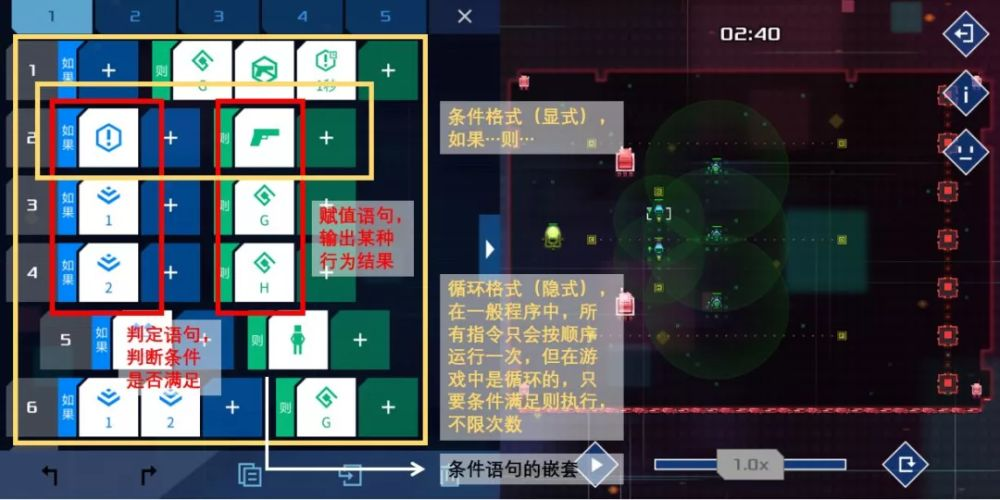 1 2 3 4 5
02:40
1 如果 + 则 G 1秒 +
2 如果 + 则 +
3 如果 1 + 则 G
4 如果 2 + 则 H
5 如果 则 +
6 如果 1 2 + 则 G +
赋值语句,
输出某种
行为结果
判定语句,
判断条件
是否满足
条件格式(显式),
如果…则…
循环格式(隐式),
在一般程序中,所
有指令只会按顺序
运行一次,但在游
戏中是循环的,只
要条件满足则执行,
不限次数
条件语句的嵌套
1.0x